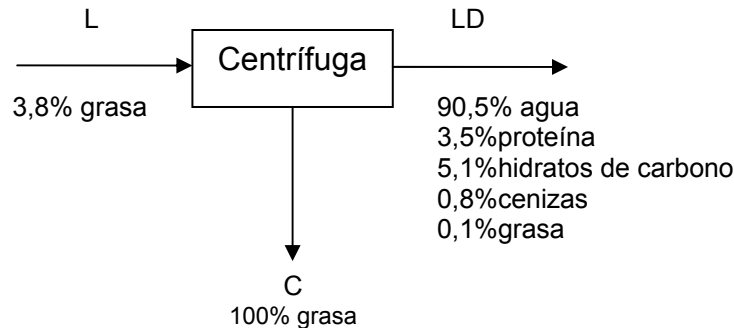 L
LD
Centrífuga
3,8% grasa
90,5% agua
3,5%proteína
5,1%hidratos de carbono
0,8%cenizas
0,1%grasa
C
100% grasa